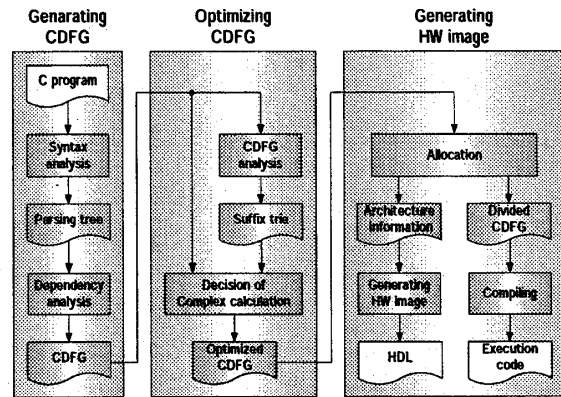 Genarating
CDFG
Optimizing
CDFG
Generating
HW image
C program
Syntax
analysis
Parsing tree
Dependency
analysis
CDFG
CDFG
analysis
Suffix trie
Decision of
Complex calculation
Optimized
CDFG
Allocation
Architecture
information
Divided
CDFG
Generating
HW image
Compiling
HDL
Execution
code